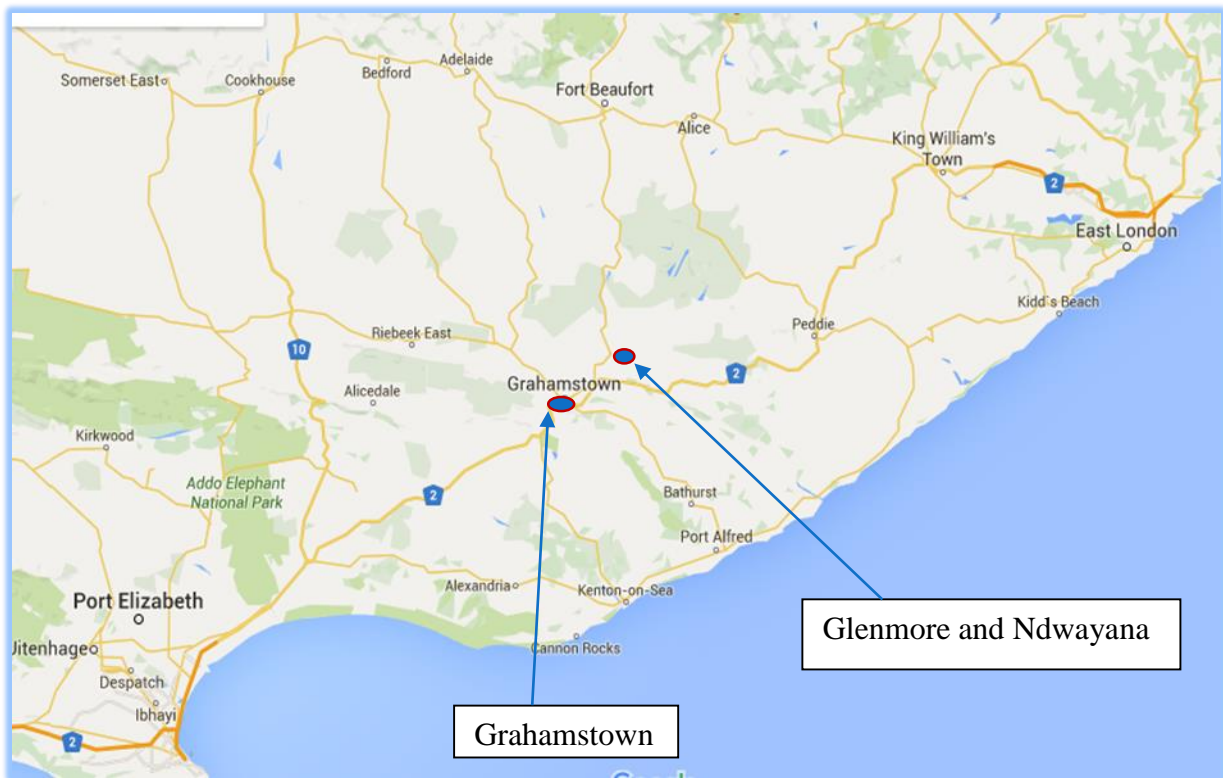 Somerset East
Cookhouse
Bedford
Adelaide
Fort Beaufort
Alice
King William's
Town
2
East London
Kidd's Beach
Peddie
Riebeek East
10
2
Grahamstown
Alicedale
Kirkwood
Addo Elephant
National Park
2
Bathurst
Port Alfred
Alexandria
Kenton-on-Sea
Port Elizabeth
Glenmore and Ndwayana
Uitenhage
Cannon Rocks
Despatch
Ibhayi
2
Grahamstown